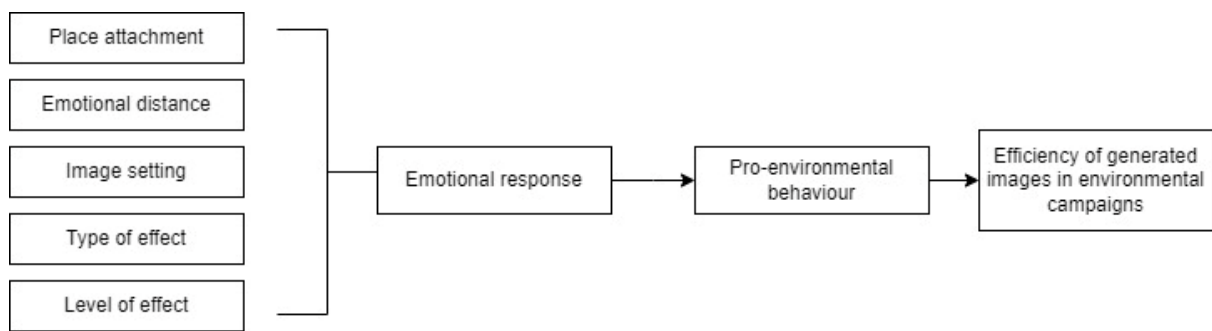 Place attachment
Emotional distance
Image setting
Type of effect
Level of effect
Emotional response
Pro-environmental
behaviour
Efficiency of generated
images in environmental
campaigns